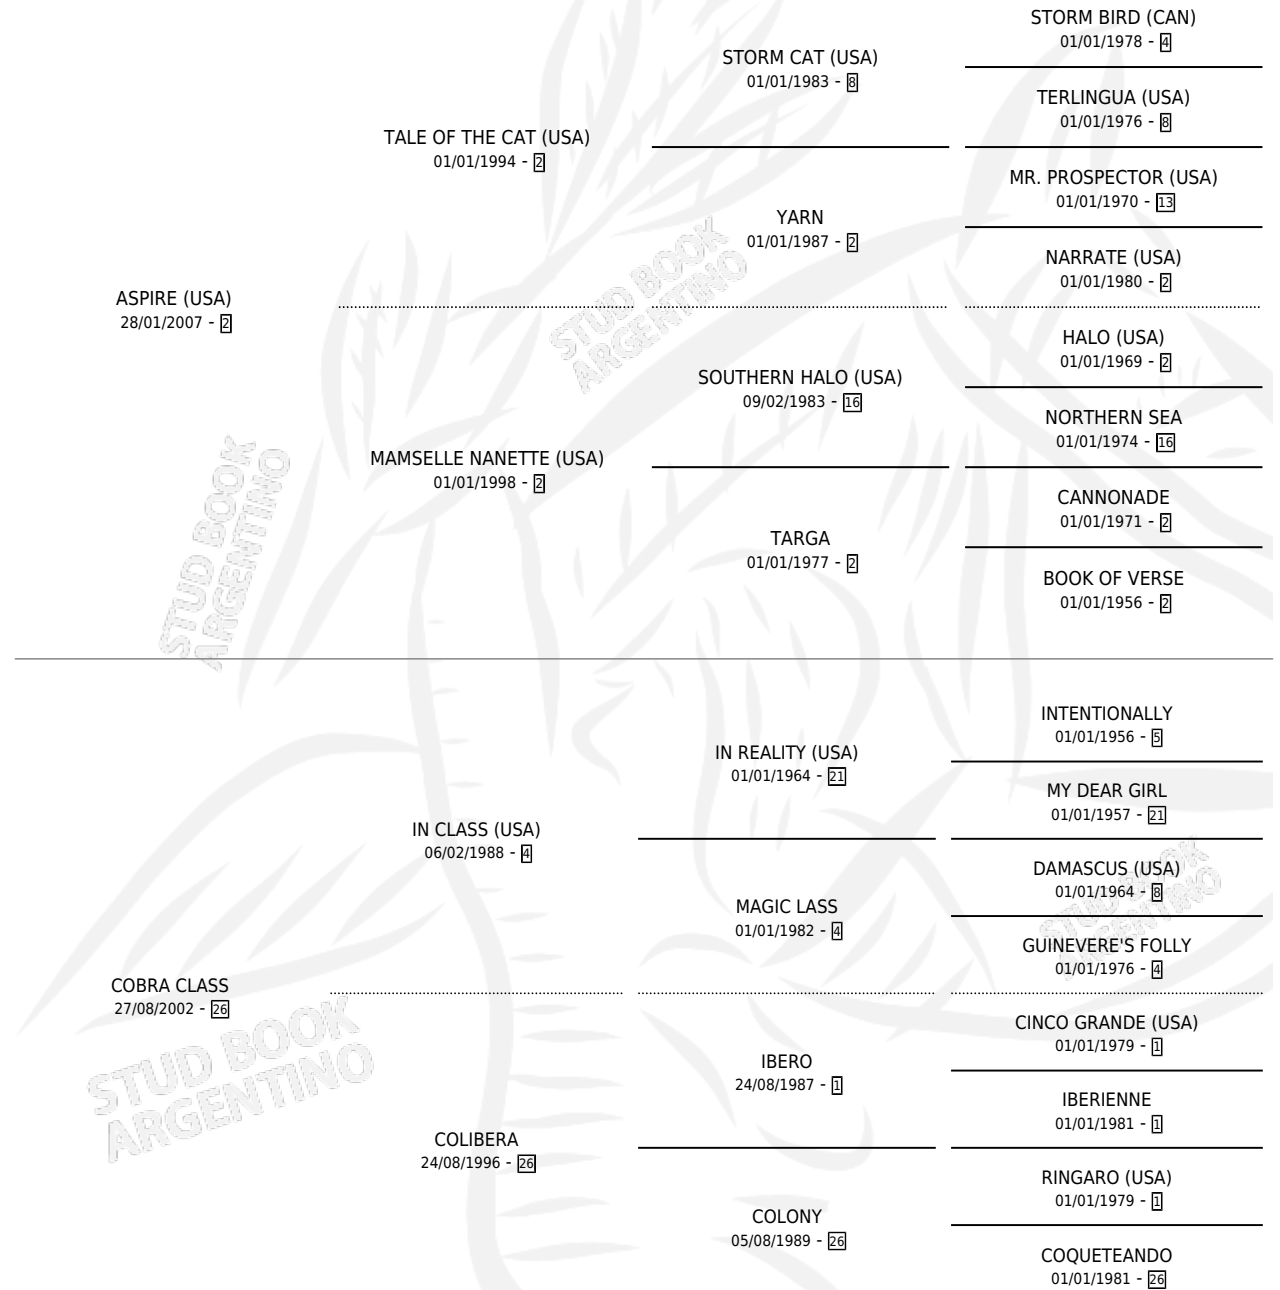 STORM BIRD (CAN)
01/01/1978 - 4
STORM CAT (USA)
01/01/1983 - 8
TERLINGUA (USA)
01/01/1976 - 8
TALE OF THE CAT (USA)
01/01/1994 - 2
MR. PROSPECTOR (USA)
01/01/1970 - 13
YARN
01/01/1987 - 2
NARRATE (USA)
01/01/1980 - 2
ASPIRE (USA)
28/01/2007 - 2
HALO (USA)
01/01/1969 - 2
SOUTHERN HALO (USA)
09/02/1983 - 16
NORTHERN SEA
01/01/1974 - 16
MAMSELLE NANETTE (USA)
01/01/1998 - 2
CANNONADE
01/01/1971 - 2
TARGA
01/01/1977 - 2
BOOK OF VERSE
01/01/1956 - 2
INTENTIONALLY
01/01/1956 - 5
IN REALITY (USA)
01/01/1964 - 21
MY DEAR GIRL
01/01/1957 - 21
IN CLASS (USA)
06/02/1988 - 4
DAMASCUS (USA)
01/01/1964 - 8
MAGIC LASS
01/01/1982 - 4
GUINEVERE'S FOLLY
01/01/1976 - 4
COBRA CLASS
27/08/2002 - 26
CINCO GRANDE (USA)
01/01/1979 - 1
IBERO
24/08/1987 - 1
IBERIENNE
01/01/1981 - 1
COLIBERA
24/08/1996 - 26
RINGARO (USA)
01/01/1979 - 1
COLONY
05/08/1989 - 26
COQUETEANDO
01/01/1981 - 26
STUD BOOK
ARGENTINO
STUD BOOK
ARGENTINO
STUD BOOK
ARGENTINO
STUD BOOK
ARGENTINO